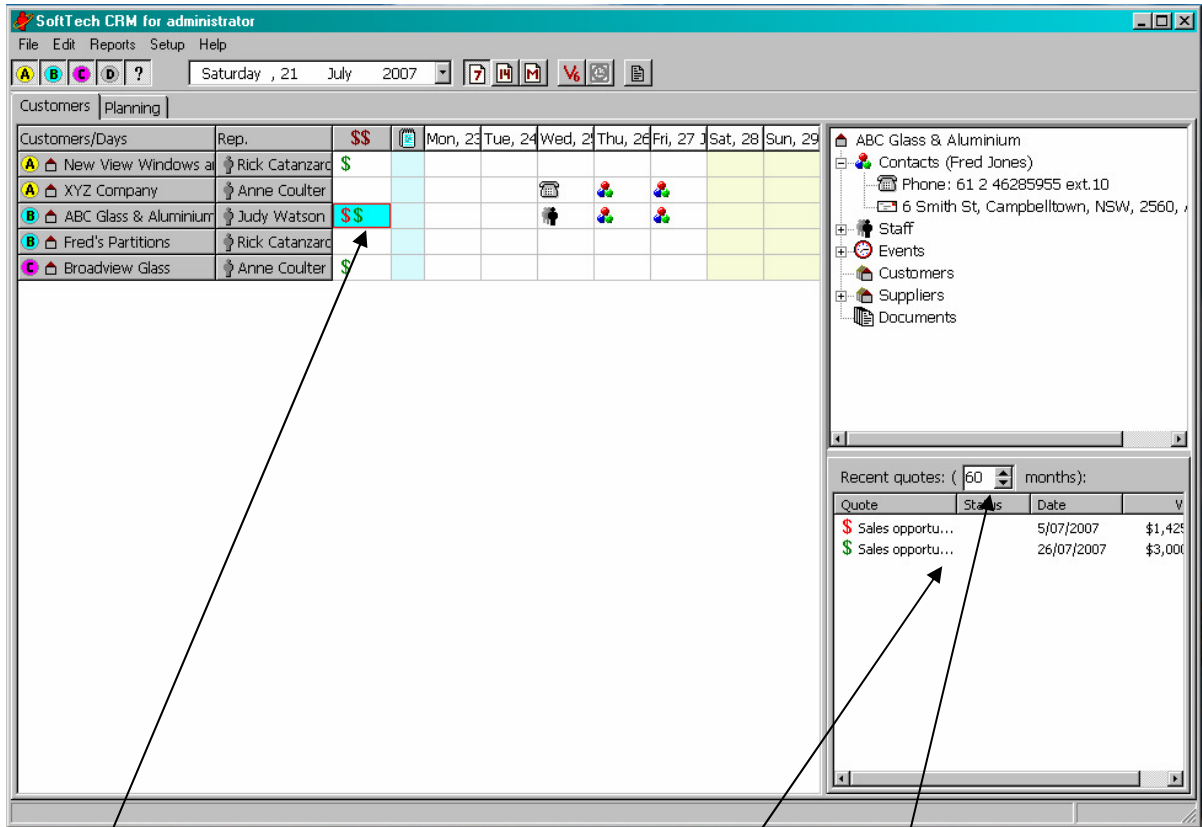 SoftTech CRM for administrator
File Edit Reports Setup Help
A B C D ? Saturday , 21 July 2007 7 14 M V6
Customers Planning
Customers/Days Rep. $$ Mon, 23 Tue, 24 Wed, 2 Thu, 26 Fri, 27 J Sat, 28 Sun, 29
A New View Windows a Rick Catanzaro $
A XYZ Company Anne Coulter
B ABC Glass & Aluminium Judy Watson $$
B Fred's Partitions Rick Catanzaro
C Broadview Glass Anne Coulter $
ABC Glass & Aluminium
Contacts (Fred Jones)
Phone: 61 2 46285955 ext.10
6 Smith St, Campbelltown, NSW, 2560,
Staff
Events
Customers
Suppliers
Documents
Recent quotes: ( 60 months):
Quote Status Date V
$ Sales opportu... 5/07/2007 $1,425
$ Sales opportu... 26/07/2007 $3,000